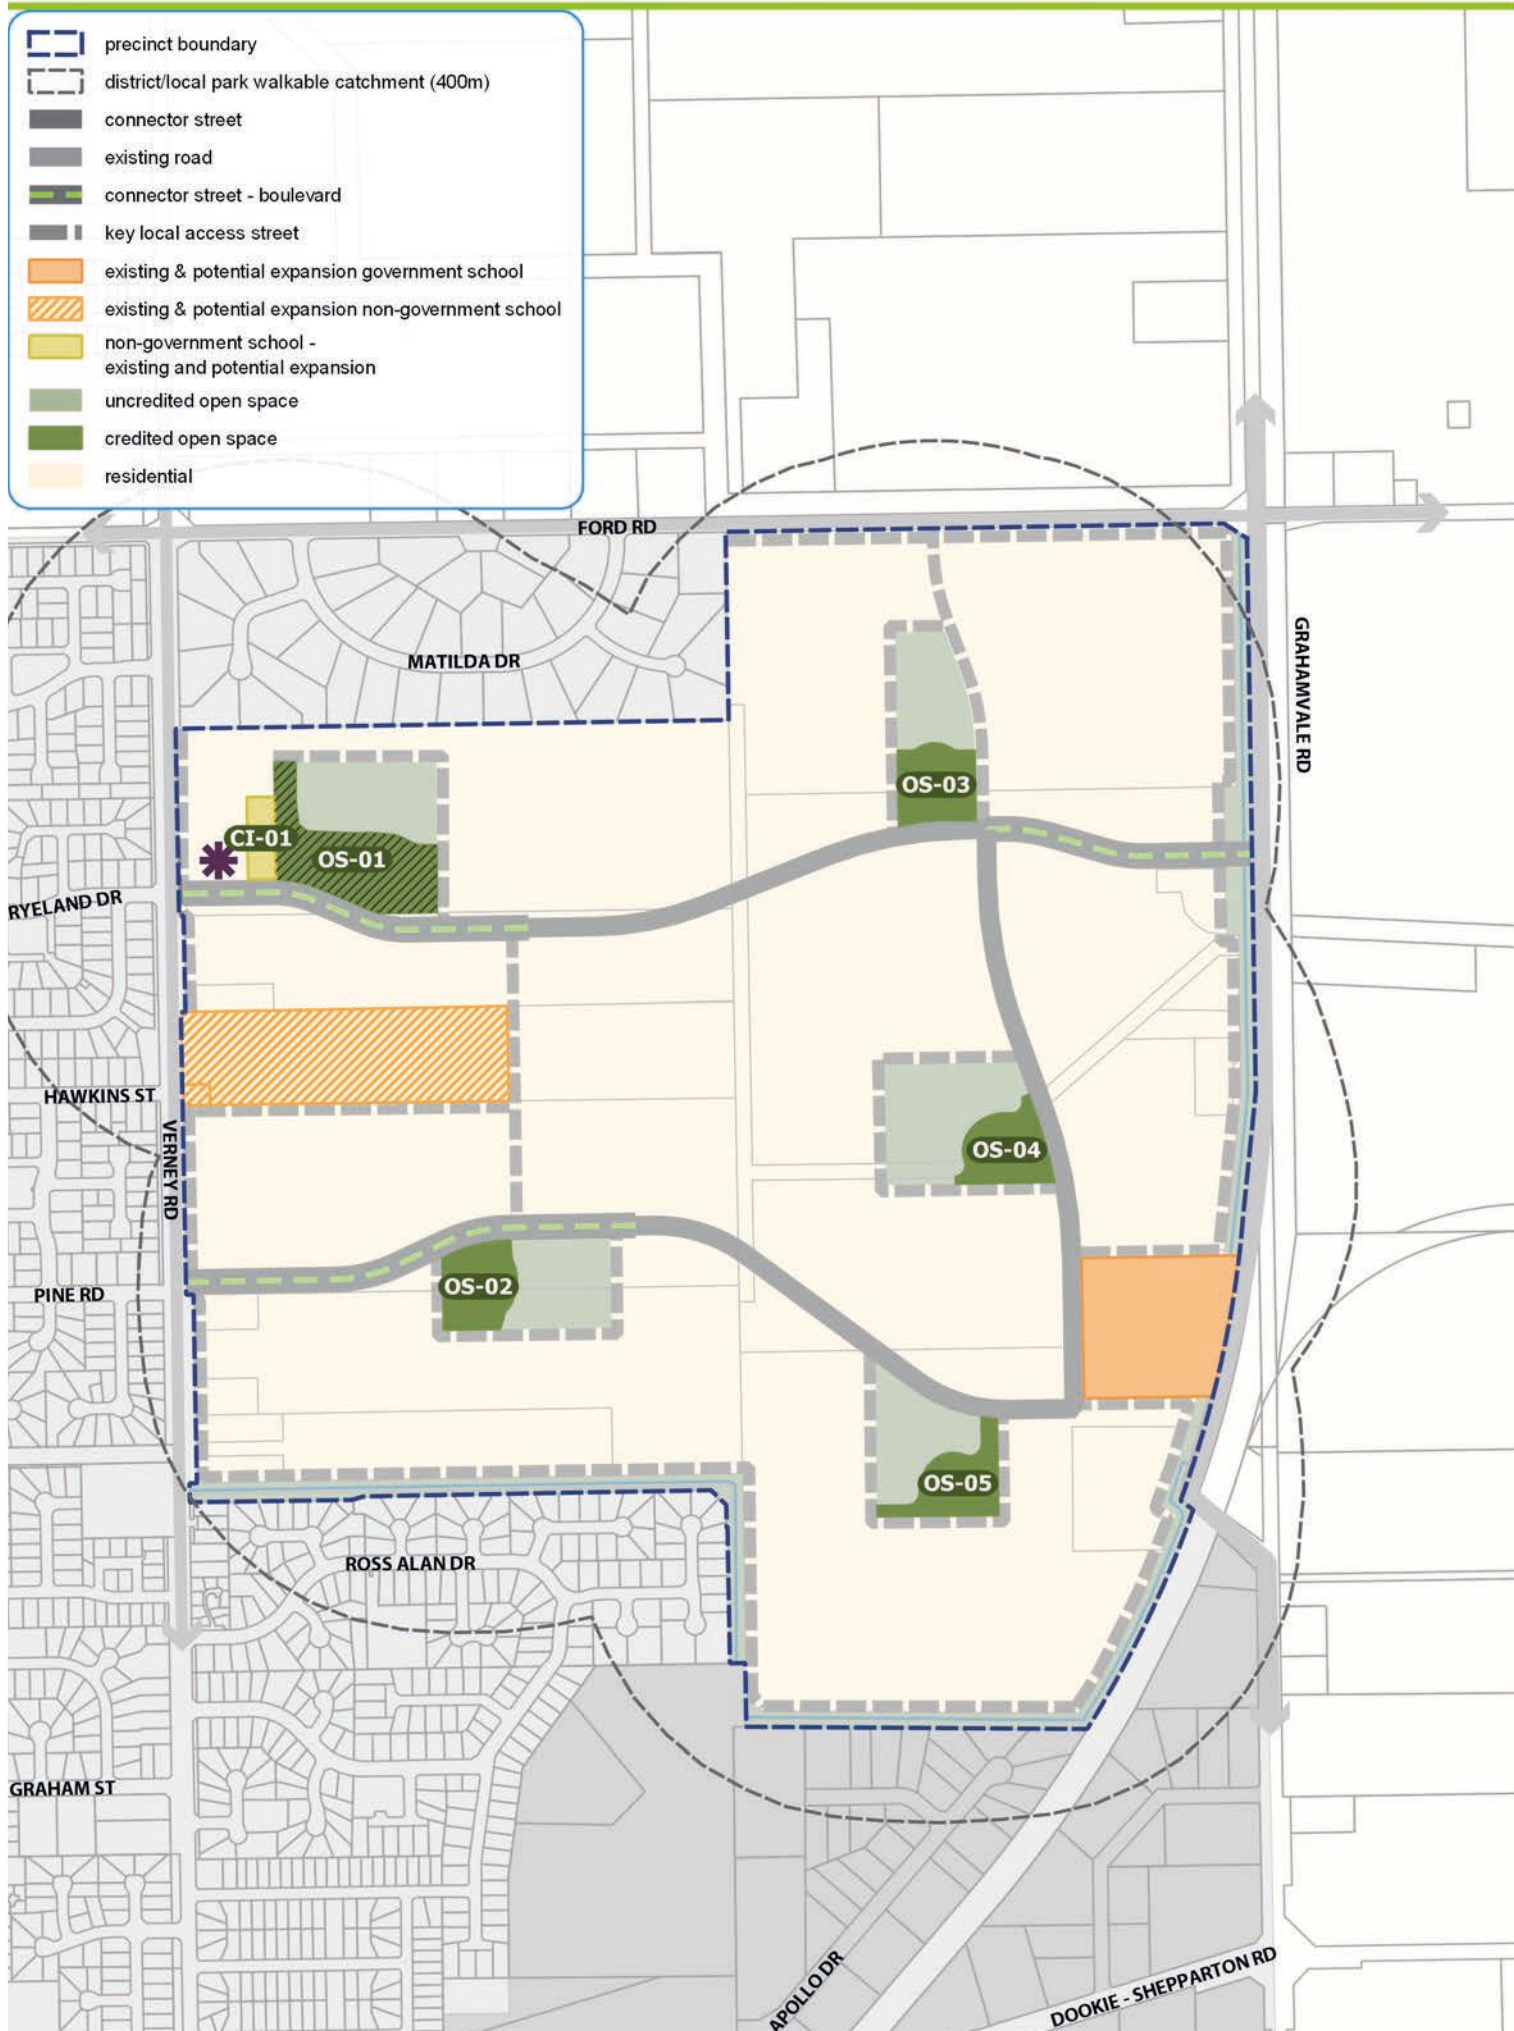 precinct boundary
district/local park walkable catchment (400m)
connector street
existing road
connector street - boulevard
key local access street
existing & potential expansion government school
existing & potential expansion non-government school
non-government school -
existing and potential expansion
uncredited open space
credited open space
residential
FORD RD
MATILDA DR
GRAHAMVALE RD
OS-03
CI-01
OS-01
RYELAND DR
HAWKINS ST
VERNEY RD
OS-04
PINE RD
OS-02
OS-05
ROSS ALAN DR
GRAHAM ST
APOLLO DR
DOOKIE - SHEPPARTON RD